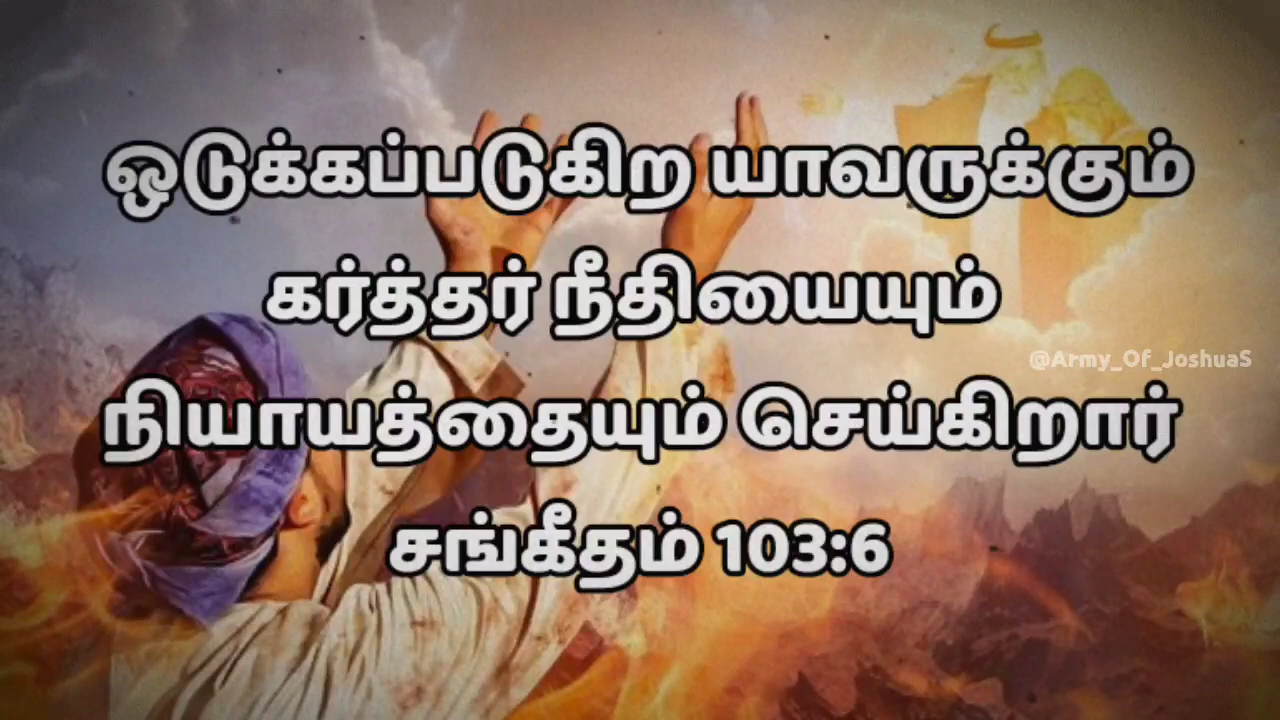 ஒடுக்கப்படுகிற யாவருக்கும்
கர்த்தர் நீதியையும்
@Army_Of_JoshuaS
நியாயத்தையும் செய்கிறார்
சங்கீதம் 103:6